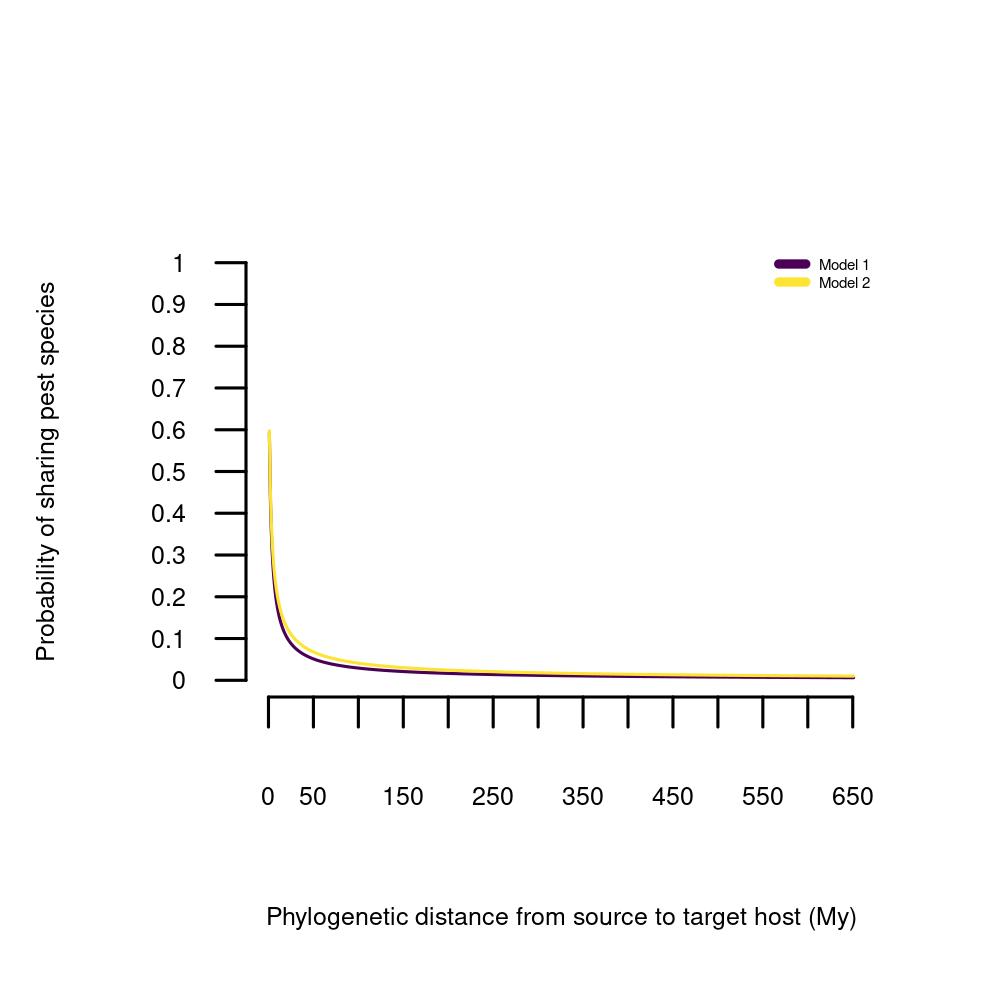 Model 1
Model 2
Probability of sharing pest species
1
0.9
0.8
0.7
0.6
0.5
0.4
0.3
0.2
0.1
0
0 50 150 250 350 450 550 650
Phylogenetic distance from source to target host (My)